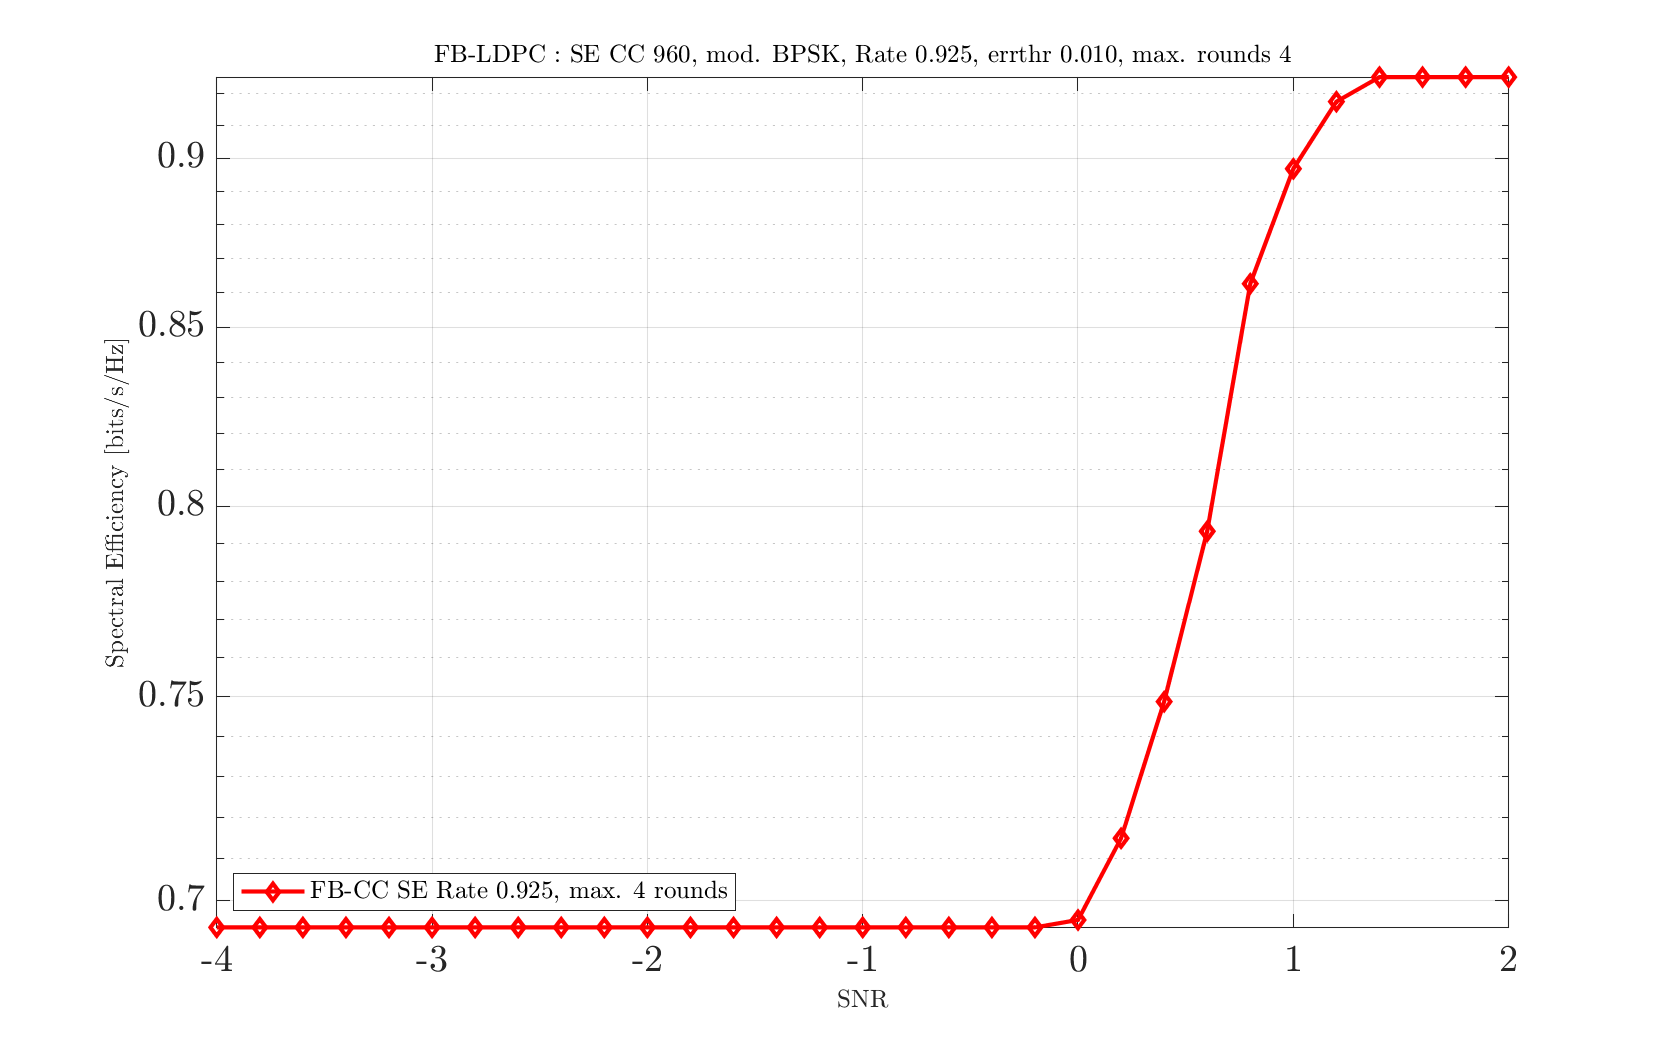 FB-LDPC : SE CC 960, mod. BPSK, Rate 0.925, errthr 0.010, max. rounds 4
0.9
0.85
0.8
0.75
0.7
Spectral Efficiency [bits/s/Hz]
FB-CC SE Rate 0.925, max. 4 rounds
-4 -3 -2 -1 0 1 2
SNR